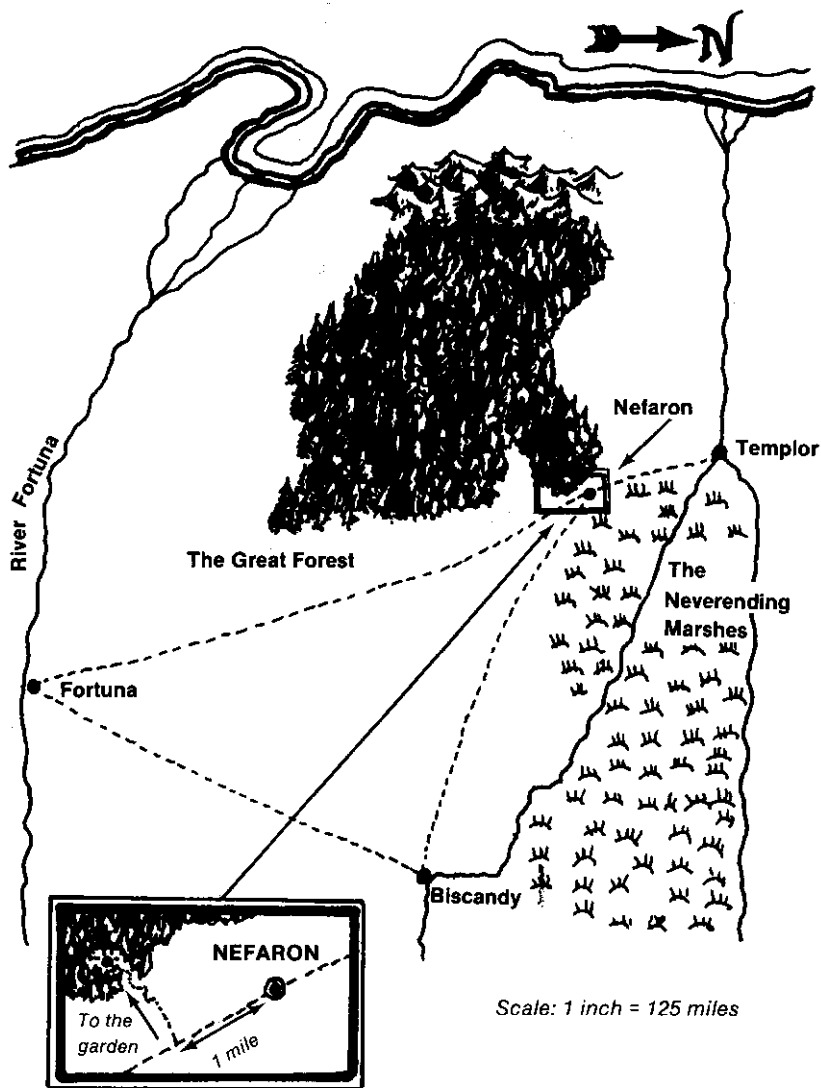 N
Nefaron
Templor
River Fortuna
The Great Forest
The
Neverending
Marshes
Fortuna
Biscandy
NEFARON
To the
garden
1 mile
Scale: 1 inch = 125 miles